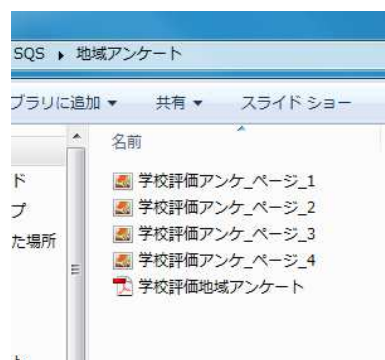 SQS ▸ 地域アンケート
ブラリに追加 ▼ 共有 ▼ スライド ショー
名前
ド
プ
た場所
学校評価アンケ_ページ_1
学校評価アンケ_ページ_2
学校評価アンケ_ページ_3
学校評価アンケ_ページ_4
学校評価地域アンケート